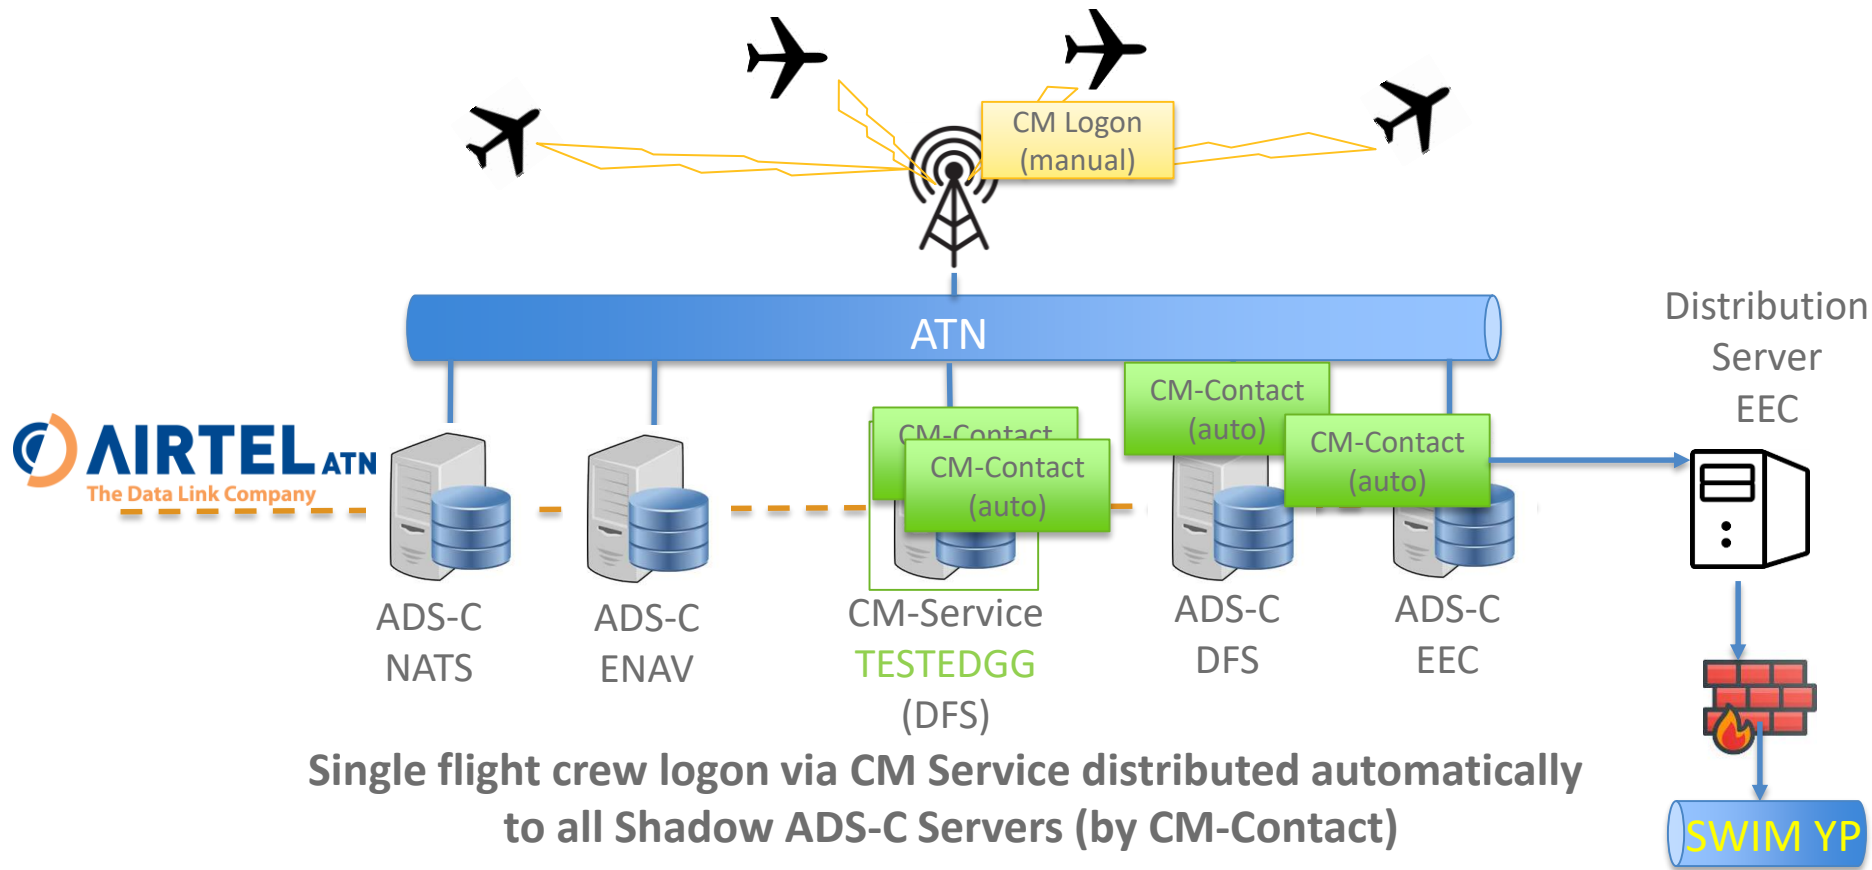 CM Logon
(manual)
ATN
Distribution
Server
EEC
AIRTEL ATN
The Data Link Company
CM-Contact
CM-Contact
(auto)
CM-Contact
(auto)
CM-Contact
(auto)
ADS-C
NATS
ADS-C
ENAV
CM-Service
TESTEDGG
(DFS)
ADS-C
DFS
ADS-C
EEC
Single flight crew logon via CM Service distributed automatically
to all Shadow ADS-C Servers (by CM-Contact)
SWIM YP